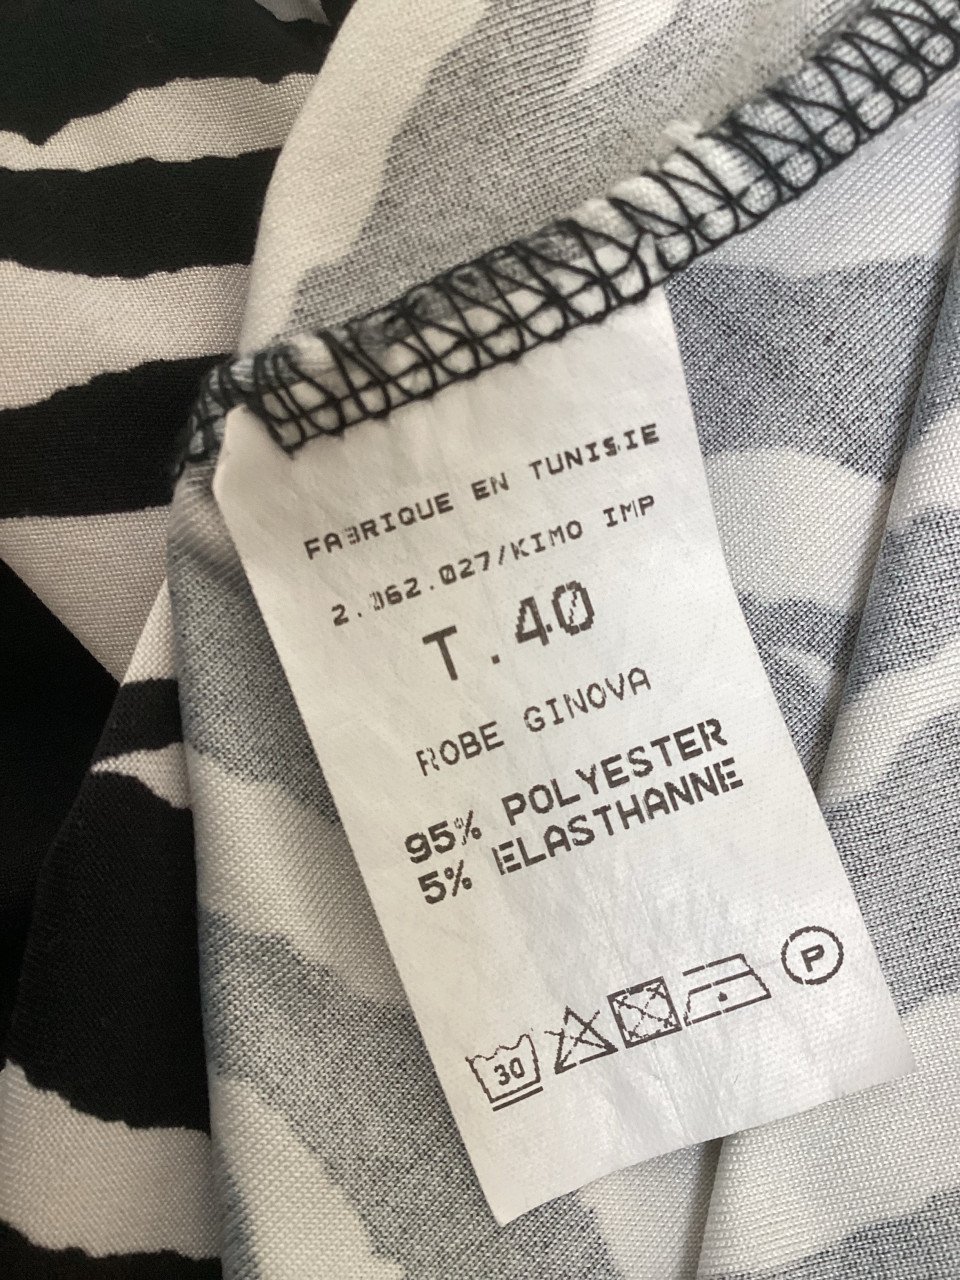 FABRIQUE EN TUNISIE
2.062.027/KIMO IMP
T.40
ROBE GINOVA
95% POLYESTER
5% ELASTHANNE
30
P